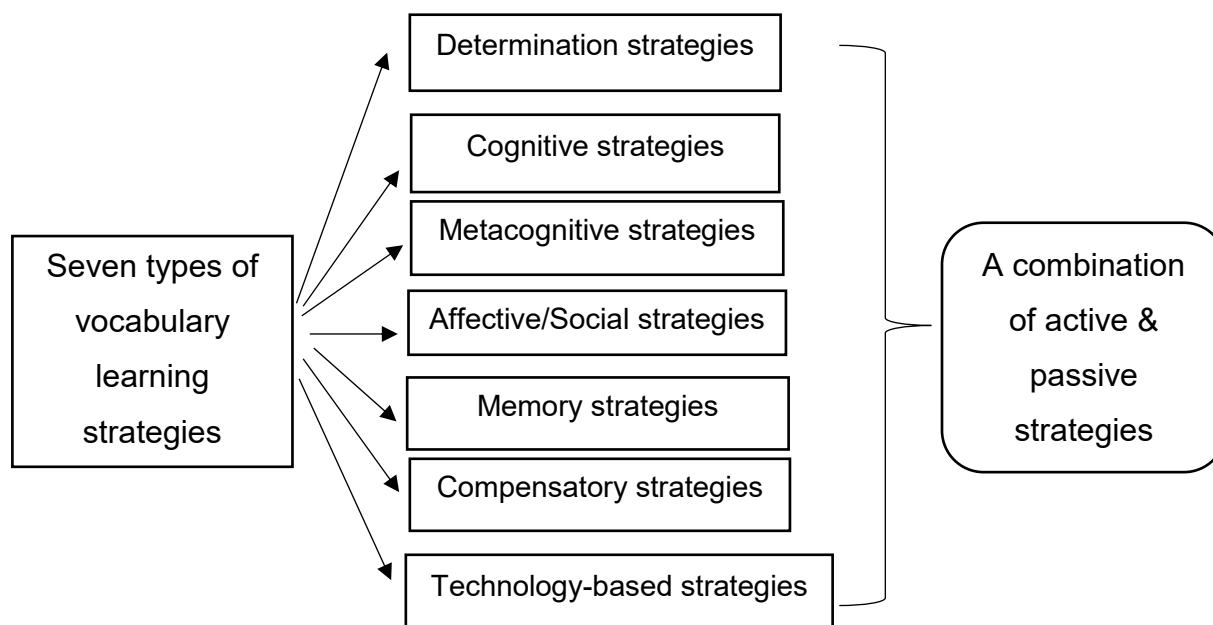 Seven types of
vocabulary
learning
strategies
Determination strategies
Cognitive strategies
Metacognitive strategies
Affective/Social strategies
Memory strategies
Compensatory strategies
Technology-based strategies
A combination
of active &
passive
strategies